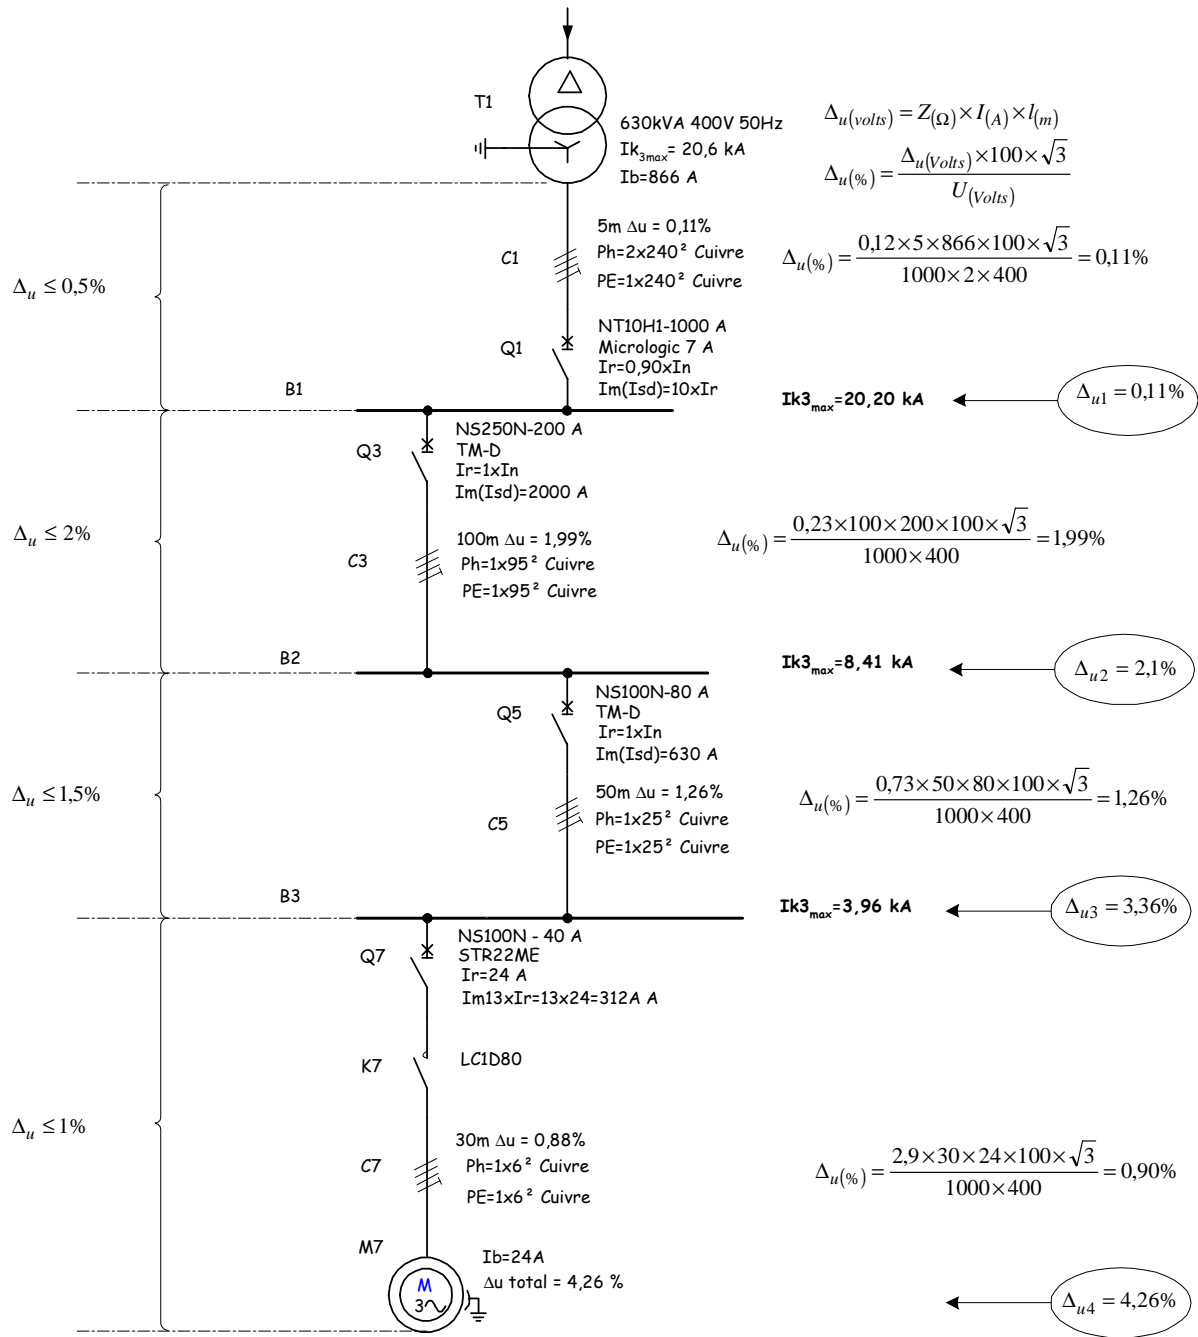 T1
630kVA 400V 50Hz
Ik3max= 20,6 kA
Ib=866 A
Δu(volts) = Z(Ω) × I(A) × l(m)
Δu(%) = Δu(Volts) × 100 × √3 / U(Volts)
Δu ≤ 0,5%
C1
5m Δu = 0,11%
Ph=2x240² Cuivre
PE=1x240² Cuivre
Δu(%) = 0,12×5×866×100×√3 / 1000×2×400 = 0,11%
Q1
NT10H1-1000 A
Micrologic 7 A
Ir=0,90xIn
Im(Isd)=10xIr
B1
Ik3max=20,20 kA
Δu1 = 0,11%
Δu ≤ 2%
Q3
NS250N-200 A
TM-D
Ir=1xIn
Im(Isd)=2000 A
C3
100m Δu = 1,99%
Ph=1x95² Cuivre
PE=1x95² Cuivre
Δu(%) = 0,23×100×200×100×√3 / 1000×400 = 1,99%
B2
Ik3max=8,41 kA
Δu2 = 2,1%
Δu ≤ 1,5%
Q5
NS100N-80 A
TM-D
Ir=1xIn
Im(Isd)=630 A
C5
50m Δu = 1,26%
Ph=1x25² Cuivre
PE=1x25² Cuivre
Δu(%) = 0,73×50×80×100×√3 / 1000×400 = 1,26%
B3
Ik3max=3,96 kA
Δu3 = 3,36%
Δu ≤ 1%
Q7
NS100N - 40 A
STR22ME
Ir=24 A
Im13xIr=13x24=312A A
K7
LC1D80
C7
30m Δu = 0,88%
Ph=1x6² Cuivre
PE=1x6² Cuivre
Δu(%) = 2,9×30×24×100×√3 / 1000×400 = 0,90%
M7
M
3
Ib=24A
Δu total = 4,26 %
Δu4 = 4,26%